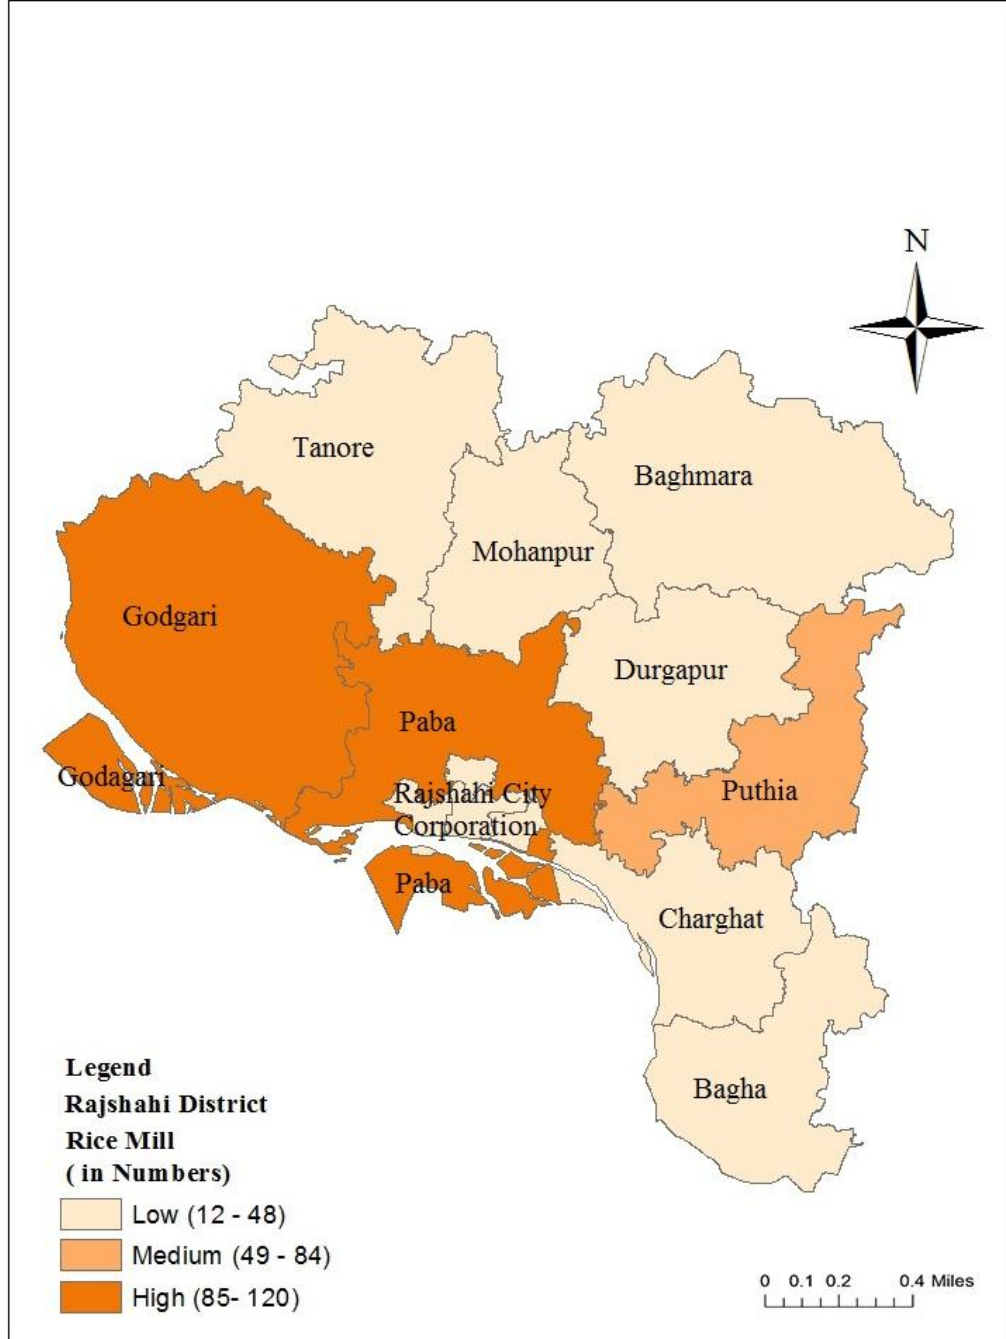 N
Tanore
Baghmara
Mohanpur
Godgari
Durgapur
Paba
Godagari
Rajshahi City
Corporation
Puthia
Paba
Charghat
Bagha
Legend
Rajshahi District
Rice Mill
( in Numbers)
Low (12 - 48)
Medium (49 - 84)
High (85- 120)
0 0.1 0.2 0.4 Miles